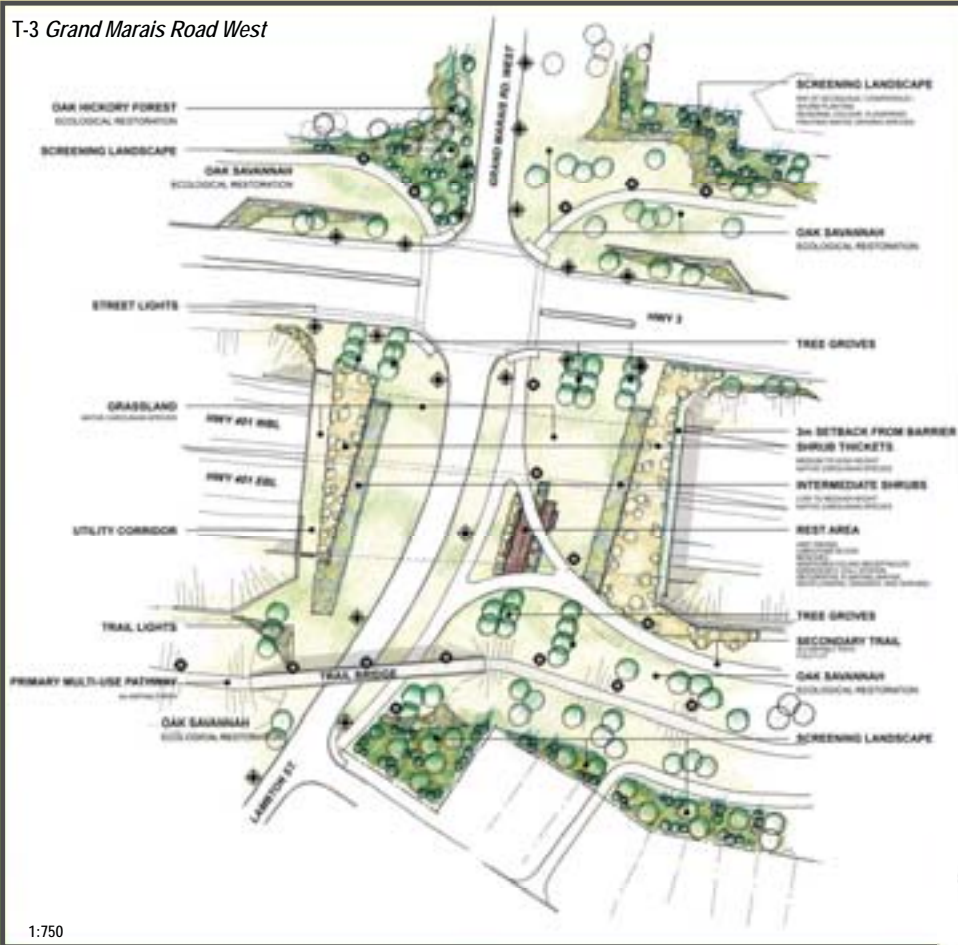 T-3 Grand Marais Road West
OAK HICKORY FOREST
ECOLOGICAL RESTORATION
SCREENING LANDSCAPE
OAK SAVANNAH
ECOLOGICAL RESTORATION
GRAND MARAIS RD. WEST
SCREENING LANDSCAPE
OAK SAVANNAH
ECOLOGICAL RESTORATION
STREET LIGHTS
HWY 3
TREE GROVES
GRASSLAND
HWY 401 WBL
3m SETBACK FROM BARRIER
SHRUB THICKETS
HWY 401 EBL
INTERMEDIATE SHRUBS
UTILITY CORRIDOR
REST AREA
TRAIL LIGHTS
TREE GROVES
SECONDARY TRAIL
PRIMARY MULTI-USE PATHWAY
TRAIL BRIDGE
OAK SAVANNAH
ECOLOGICAL RESTORATION
OAK SAVANNAH
ECOLOGICAL RESTORATION
SCREENING LANDSCAPE
LAMBTON ST.
1:750